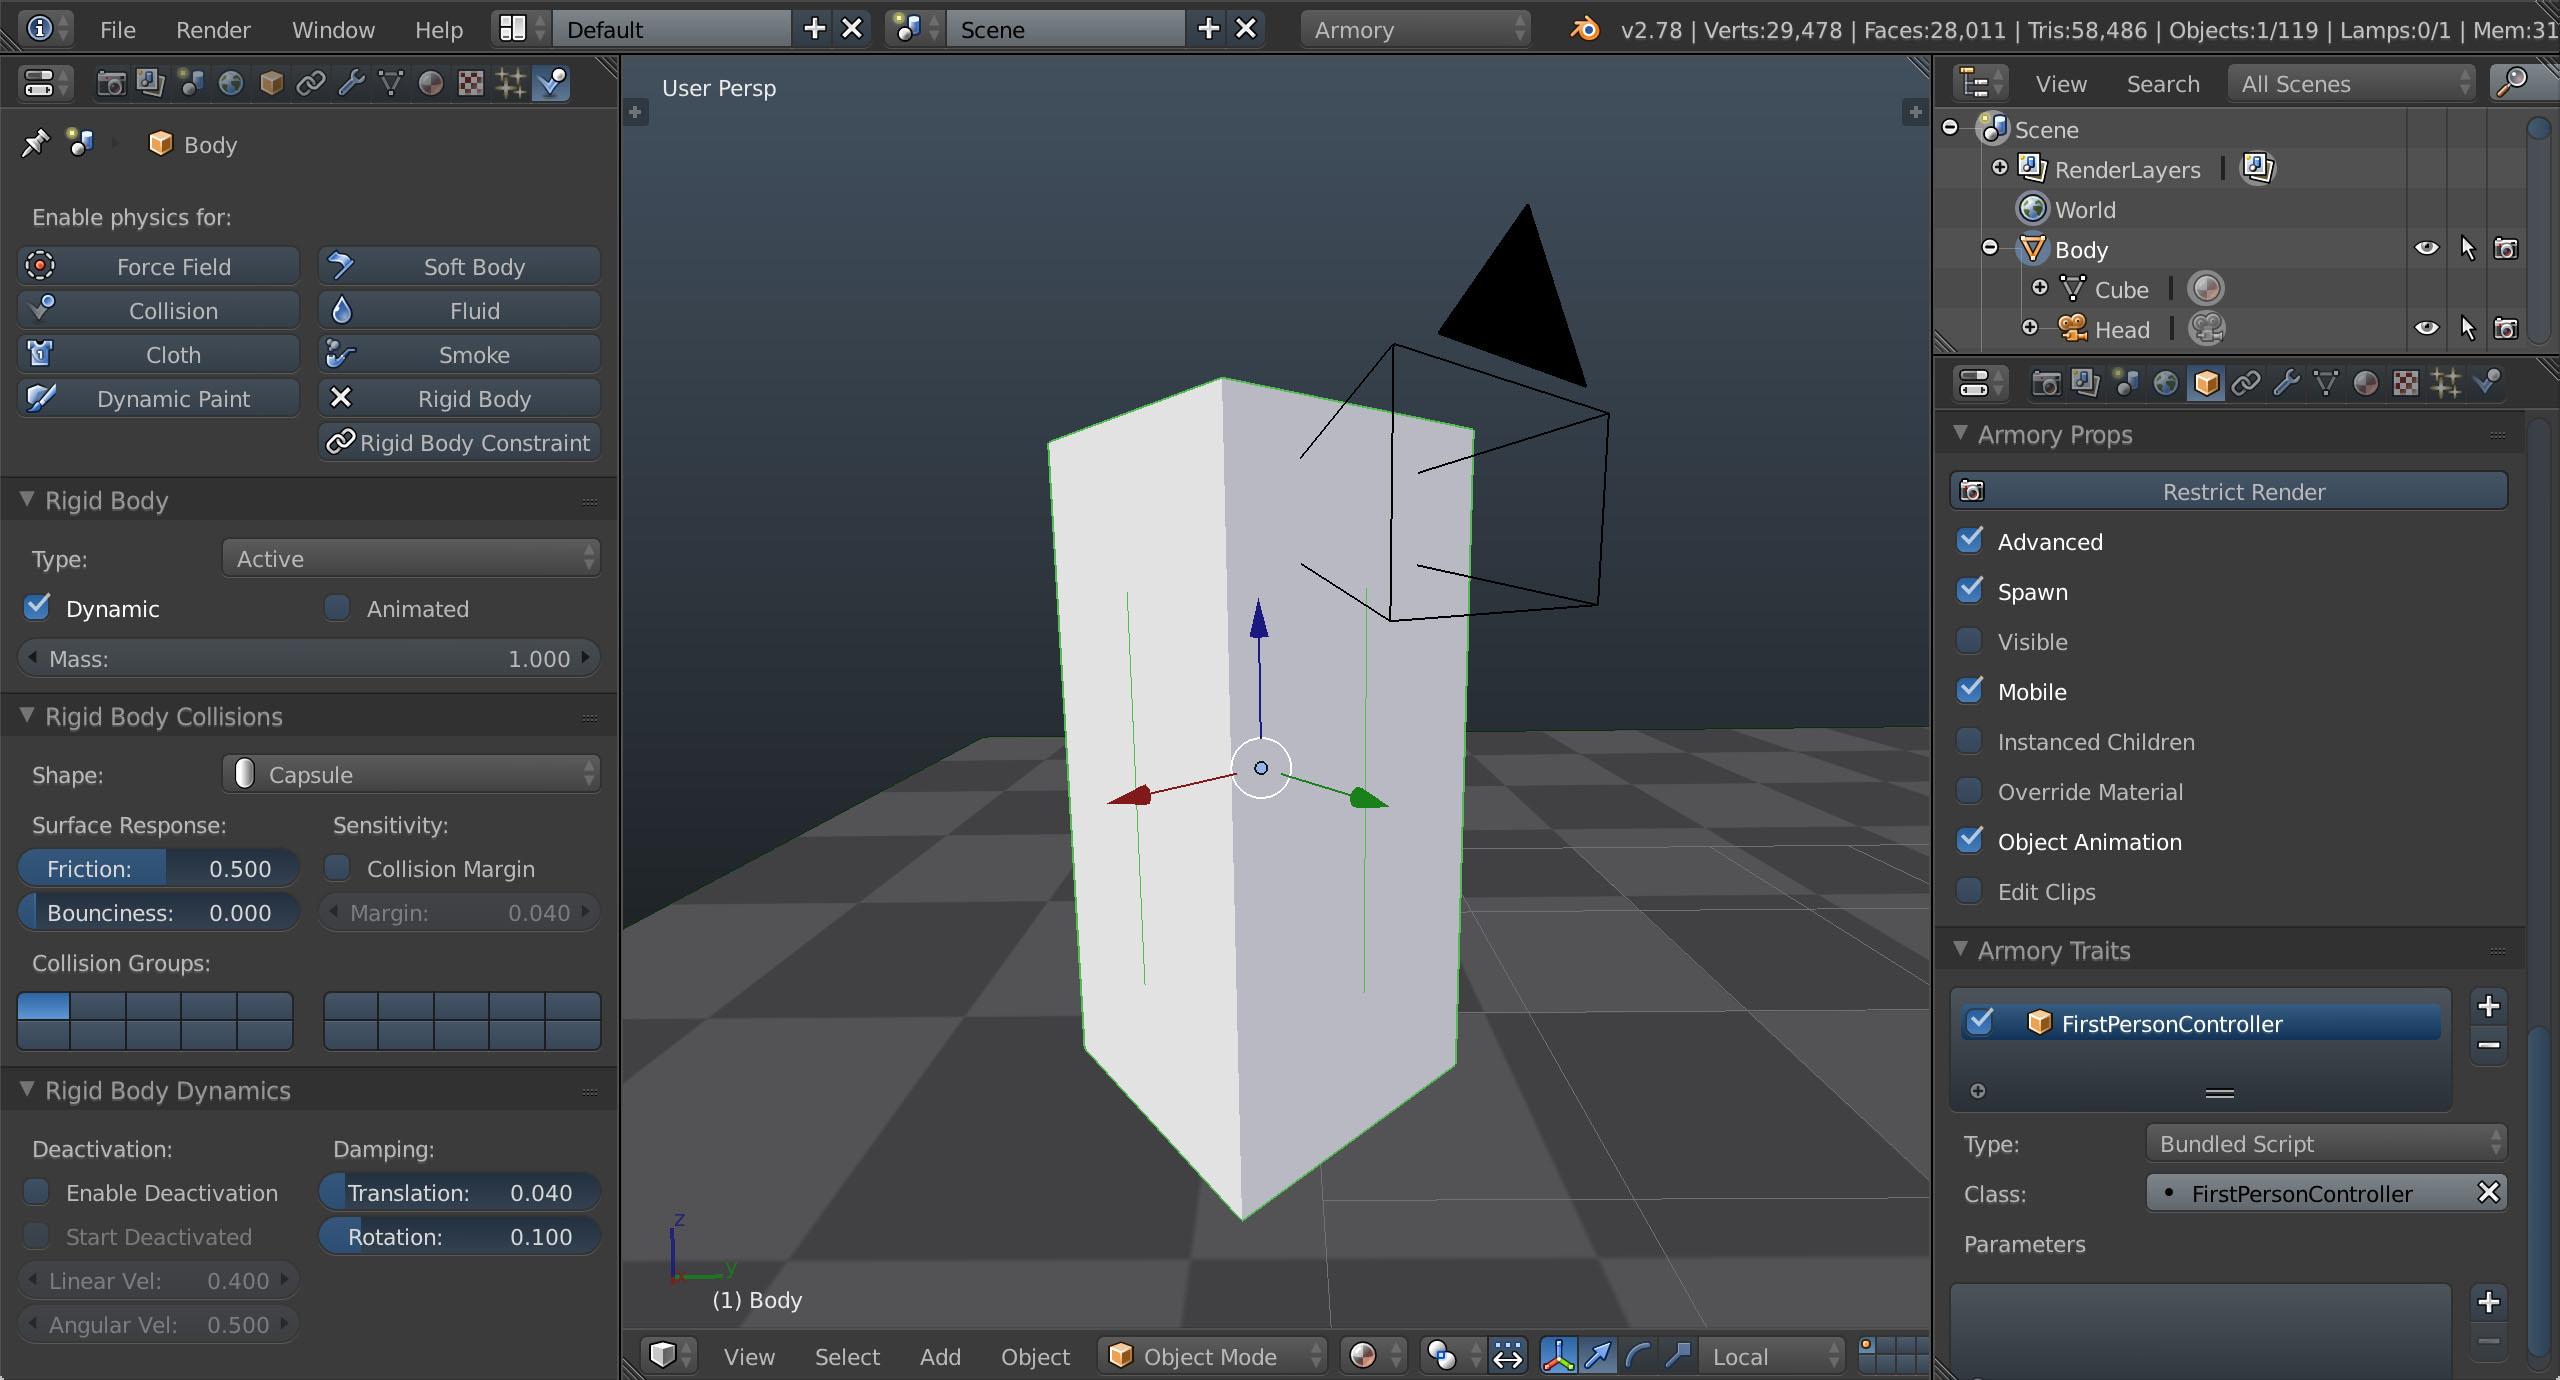 File Render Window Help Default Scene Armory v2.78 | Verts:29,478 | Faces:28,011 | Tris:58,486 | Objects:1/119 | Lamps:0/1 | Mem:31
Body
Enable physics for:
Force Field Soft Body
Collision Fluid
Cloth Smoke
Dynamic Paint Rigid Body
Rigid Body Constraint
Rigid Body
Type: Active
Dynamic Animated
Mass: 1.000
Rigid Body Collisions
Shape: Capsule
Surface Response: Sensitivity:
Friction: 0.500 Collision Margin
Bounciness: 0.000 Margin: 0.040
Collision Groups:
Rigid Body Dynamics
Deactivation: Damping:
Enable Deactivation Translation: 0.040
Start Deactivated Rotation: 0.100
Linear Vel: 0.400
Angular Vel: 0.500
User Persp
z
y
(1) Body
View Select Add Object Object Mode Local
View Search All Scenes
Scene
RenderLayers |
World
Body
Cube |
Head |
Armory Props
Restrict Render
Advanced
Spawn
Visible
Mobile
Instanced Children
Override Material
Object Animation
Edit Clips
Armory Traits
FirstPersonController
Type: Bundled Script
Class: FirstPersonController
Parameters